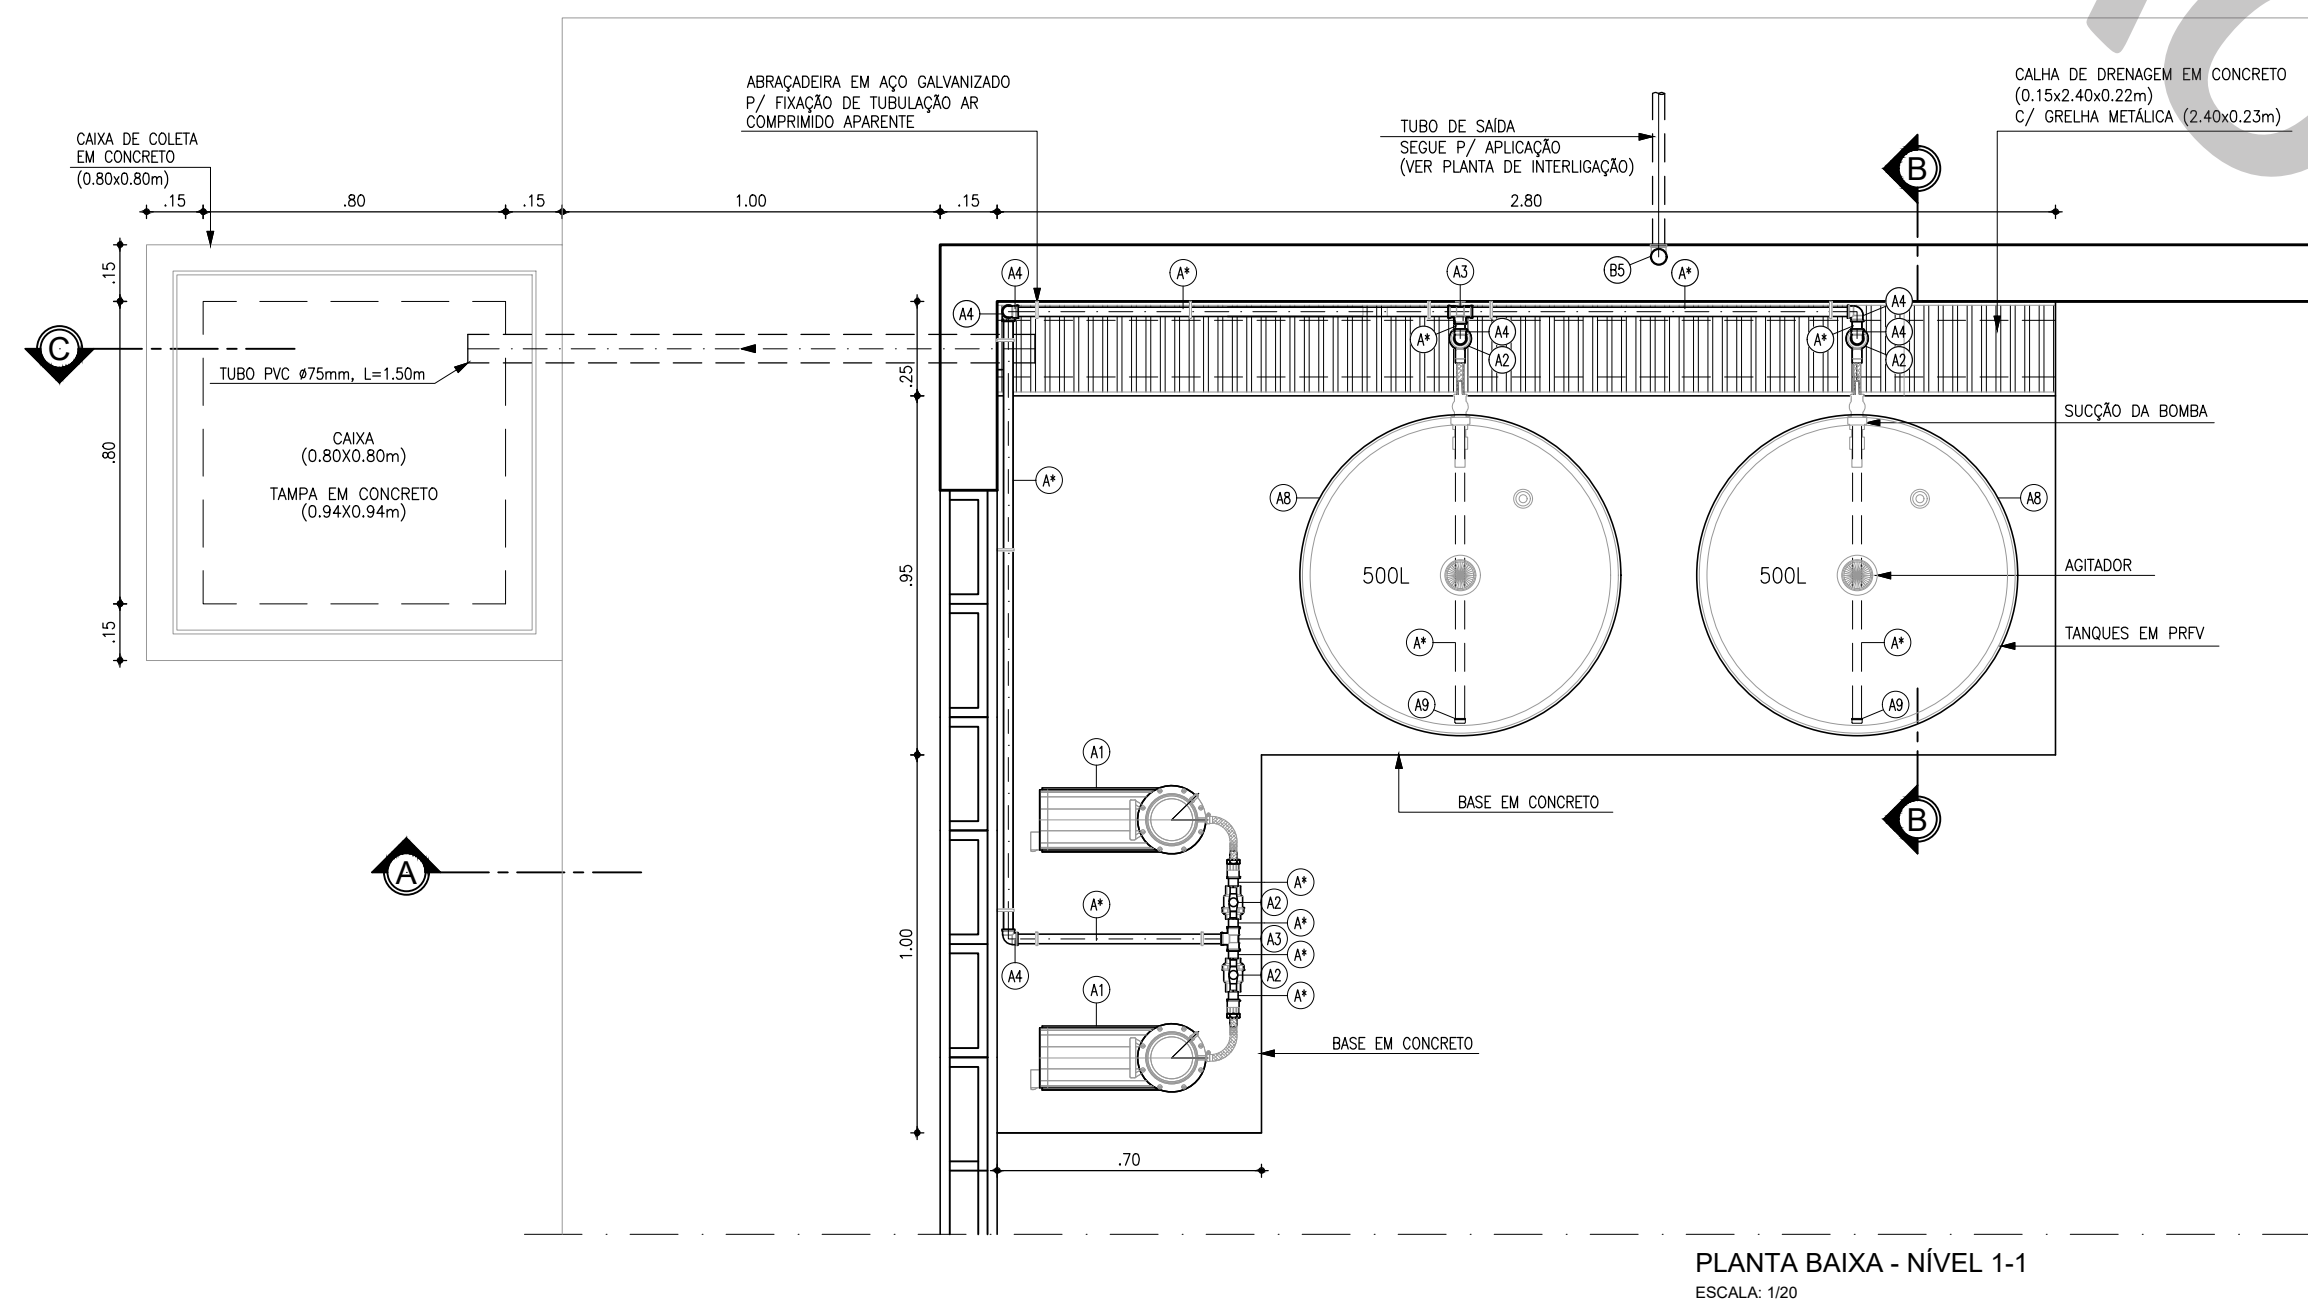 ABRAÇADEIRA EM AÇO GALVANIZADO
P/ FIXAÇÃO DE TUBULAÇÃO AR
COMPRIMIDO APARENTE
CALHA DE DRENAGEM EM CONCRETO
(0.15x2.40x0.22m)
C/ GRELHA METÁLICA (2.40x0.23m)
TUBO DE SAÍDA
SEGUE P/ APLICAÇÃO
(VER PLANTA DE INTERLIGAÇÃO)
CAIXA DE COLETA
EM CONCRETO
(0.80x0.80m)
B
.15
.80
.15
1.00
.15
2.80
.15
A4
A*
A3
B5
A*
A4
A4
A*
A4
A2
A*
A4
A2
C
TUBO PVC ø75mm, L=1.50m
.25
SUCÇÃO DA BOMBA
.80
CAIXA
(0.80X0.80m)
TAMPA EM CONCRETO
(0.94X0.94m)
A*
A8
A8
.95
500L
500L
AGITADOR
.15
A*
A*
TANQUES EM PRFV
A9
A9
A1
BASE EM CONCRETO
B
A
A*
A2
A*
A*
A3
A*
A2
A*
1.00
A4
A1
BASE EM CONCRETO
.70
PLANTA BAIXA - NÍVEL 1-1
ESCALA: 1/20